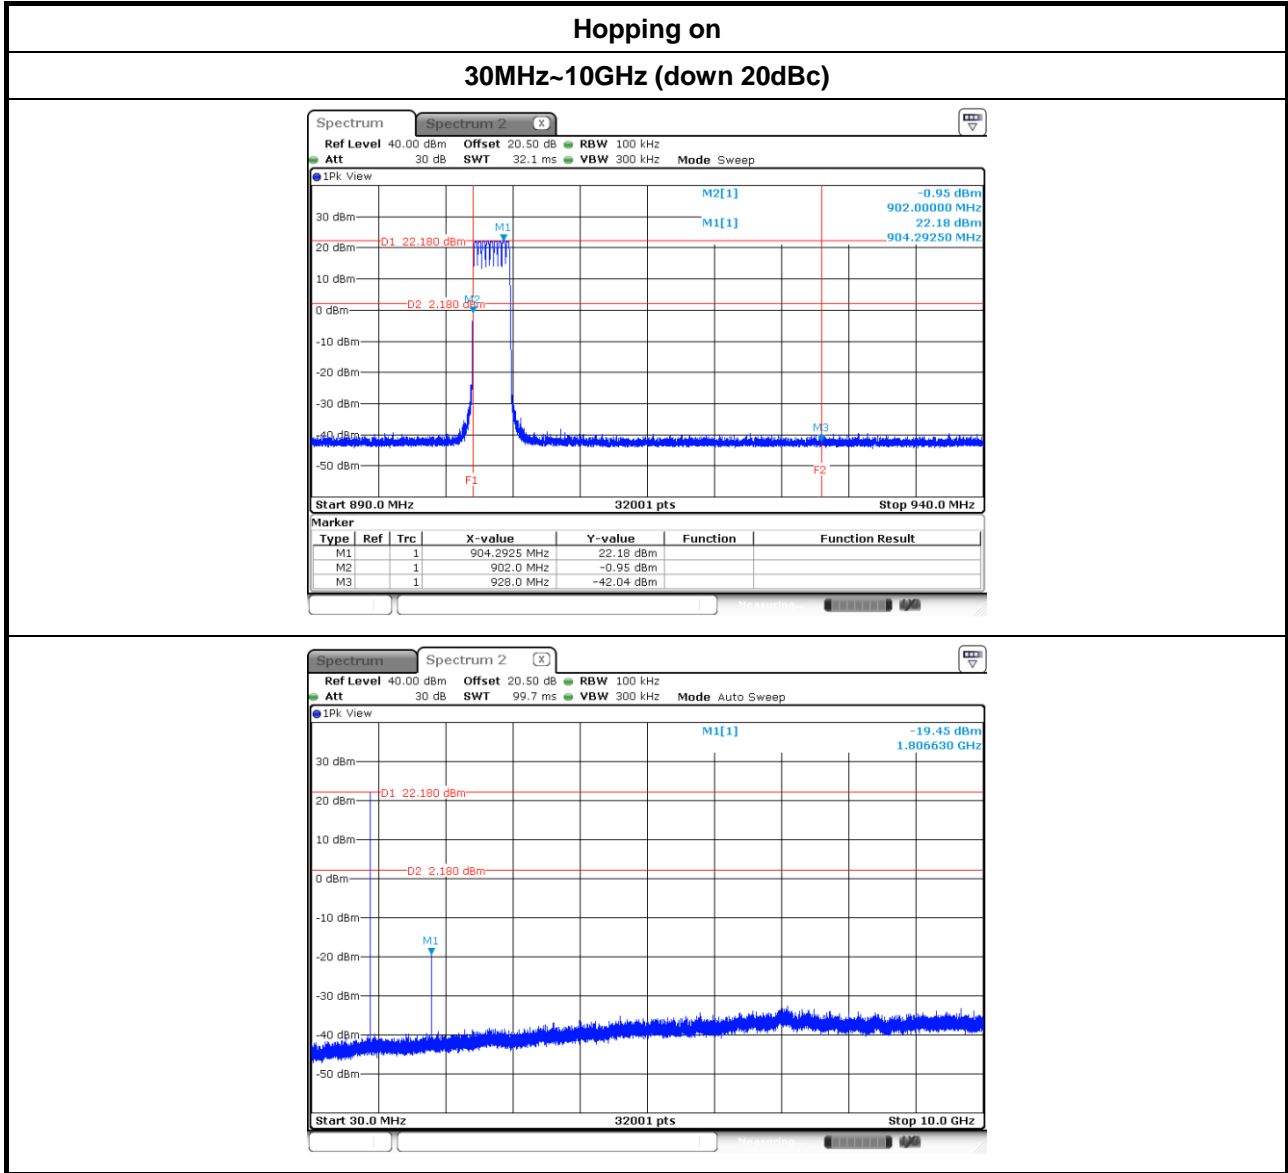 Hopping on
30MHz~10GHz (down 20dBc)
Spectrum Spectrum 2 X
Ref Level 40.00 dBm Offset 20.50 dB RBW 100 kHz
Att 30 dB SWT 32.1 ms VBW 300 kHz Mode Sweep
1Pk View
M2[1] -0.95 dBm
902.00000 MHz
30 dBm
M1[1] 22.18 dBm
904.29250 MHz
M1
D1 22.180 dBm
20 dBm
10 dBm
M2
D2 2.180 dBm
0 dBm
-10 dBm
-20 dBm
-30 dBm
M3
-40 dBm
-50 dBm
F1 F2
Start 890.0 MHz 32001 pts Stop 940.0 MHz
Marker
Type Ref Trc X-value Y-value Function Function Result
M1 1 904.2925 MHz 22.18 dBm
M2 1 902.0 MHz -0.95 dBm
M3 1 928.0 MHz -42.04 dBm
Measuring...
Spectrum Spectrum 2 X
Ref Level 40.00 dBm Offset 20.50 dB RBW 100 kHz
Att 30 dB SWT 99.7 ms VBW 300 kHz Mode Auto Sweep
1Pk View
M1[1] -19.45 dBm
1.806630 GHz
30 dBm
D1 22.180 dBm
20 dBm
10 dBm
D2 2.180 dBm
0 dBm
-10 dBm
M1
-20 dBm
-30 dBm
-40 dBm
-50 dBm
Start 30.0 MHz 32001 pts Stop 10.0 GHz
Measuring...